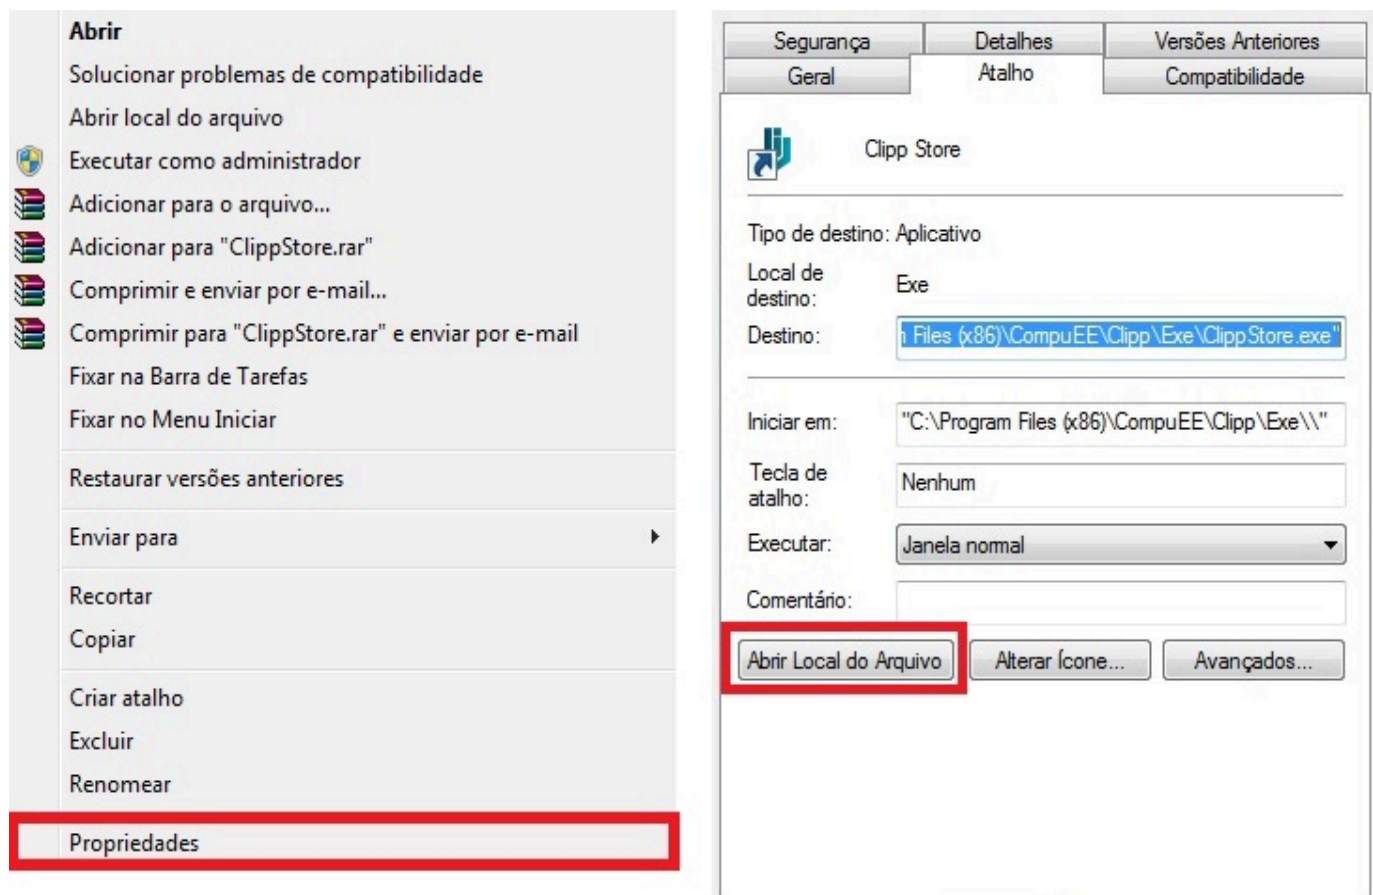 Abrir
Solucionar problemas de compatibilidade
Abrir local do arquivo
Executar como administrador
Adicionar para o arquivo...
Adicionar para "ClippStore.rar"
Comprimir e enviar por e-mail...
Comprimir para "ClippStore.rar" e enviar por e-mail
Fixar na Barra de Tarefas
Fixar no Menu Iniciar
Restaurar versões anteriores
Enviar para
Recortar
Copiar
Criar atalho
Excluir
Renomear
Propriedades
Segurança Detalhes Versões Anteriores
Geral Atalho Compatibilidade
Clipp Store
Tipo de destino: Aplicativo
Local de
destino: Exe
Destino: Files (x86)\CompuEE\Clipp\Exe\ClippStore.exe"
Iniciar em: "C:\Program Files (x86)\CompuEE\Clipp\Exe\\"
Tecla de
atalho: Nenhum
Executar: Janela normal
Comentário:
Abrir Local do Arquivo Alterar Ícone... Avançados...